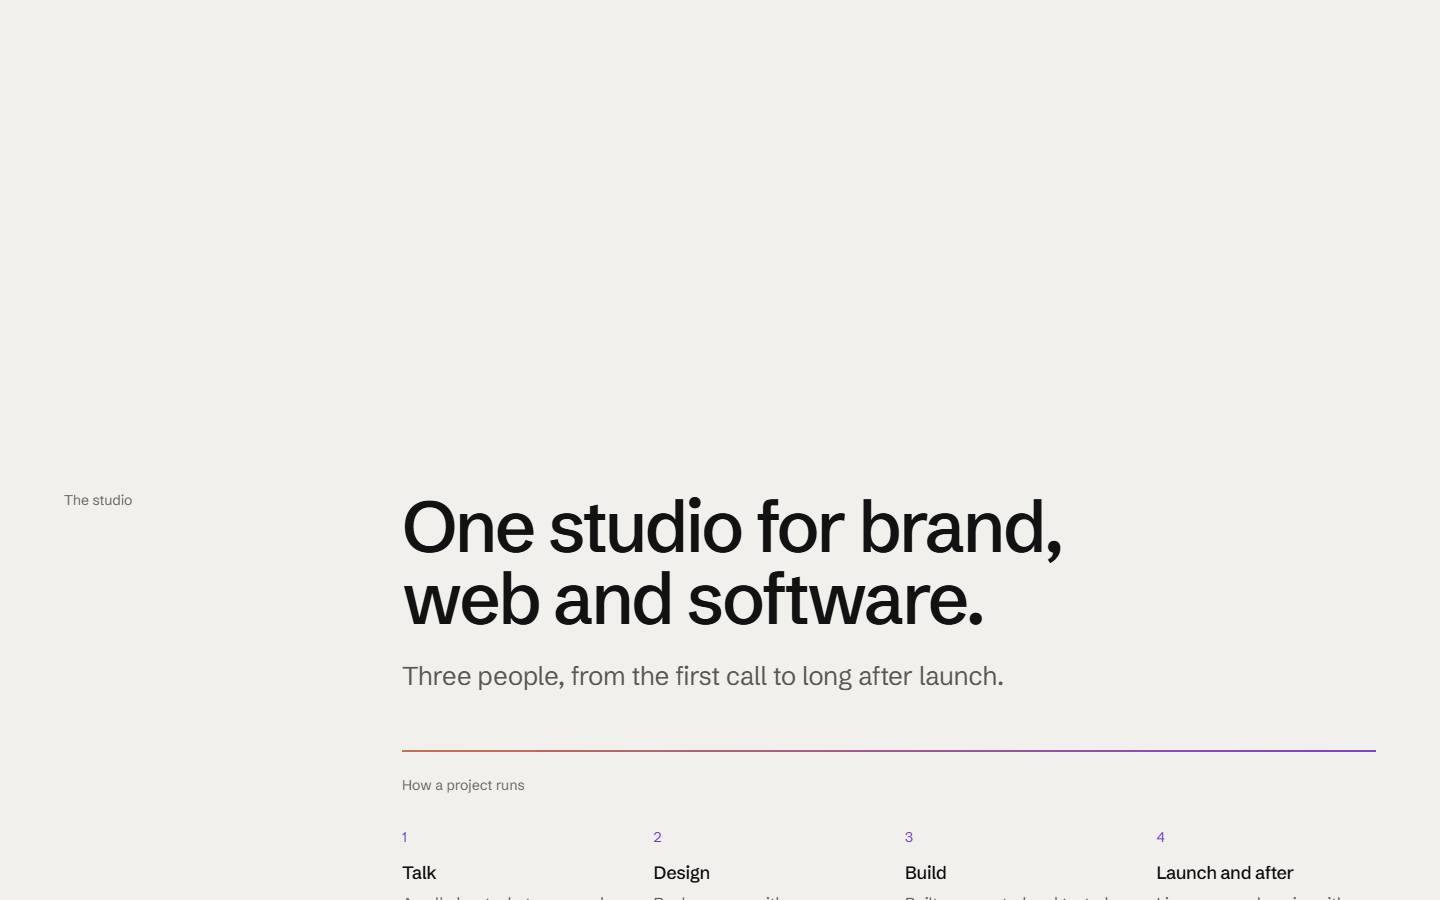 The studio
One studio for brand,
web and software.
Three people, from the first call to long after launch.
How a project runs
1
Talk
2
Design
3
Build
4
Launch and after